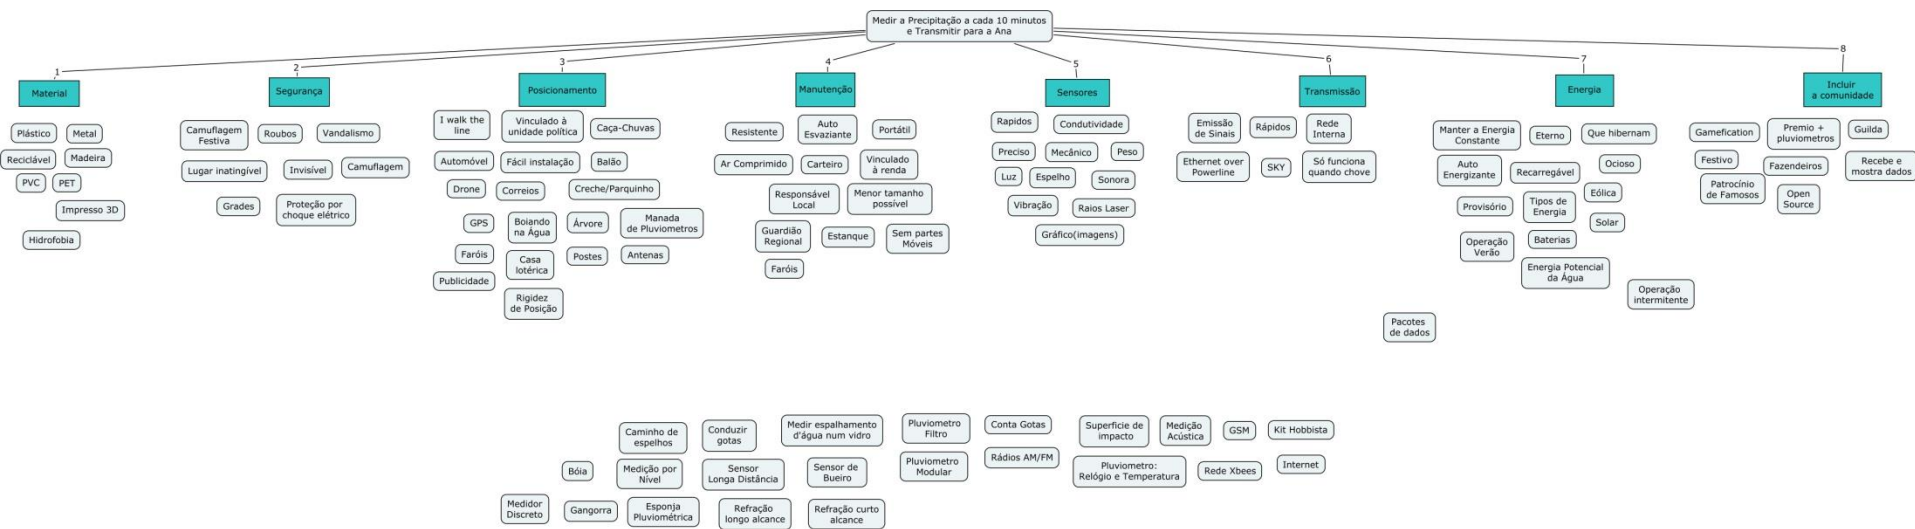 Medir a Precipitação a cada 10 minutos
e Transmitir para a Ana
1
2
3
4
5
6
7
8
Material
Segurança
Posicionamento
Manutenção
Sensores
Transmissão
Energia
Incluir
a comunidade
Plástico
Metal
Reciclável
Madeira
PVC
PET
Impresso 3D
Hidrofobia
Camuflagem
Festiva
Roubos
Vandalismo
Lugar inatingível
Invisível
Camuflagem
Grades
Proteção por
choque elétrico
I walk the
line
Vinculado à
unidade política
Caça-Chuvas
Automóvel
Fácil instalação
Balão
Drone
Correios
Creche/Parquinho
GPS
Boiando
na Água
Árvore
Manada
de Pluviometros
Faróis
Casa
lotérica
Postes
Antenas
Publicidade
Rigidez
de Posição
Resistente
Auto
Esvaziante
Portátil
Ar Comprimido
Carteiro
Vinculado
à renda
Responsável
Local
Menor tamanho
possível
Guardião
Regional
Estanque
Sem partes
Móveis
Faróis
Rapidos
Condutividade
Preciso
Mecânico
Peso
Luz
Espelho
Sonora
Vibração
Raios Laser
Gráfico(imagens)
Emissão
de Sinais
Rápidos
Rede
Interna
Ethernet over
Powerline
SKY
Só funciona
quando chove
Manter a Energia
Constante
Eterno
Que hibernam
Auto
Energizante
Recarregável
Ocioso
Provisório
Tipos de
Energia
Eólica
Solar
Operação
Verão
Baterias
Energia Potencial
da Água
Operação
intermitente
Pacotes
de dados
Gamefication
Premio +
pluviometros
Guilda
Festivo
Fazendeiros
Recebe e
mostra dados
Patrocínio
de Famosos
Open
Source
Caminho de
espelhos
Conduzir
gotas
Medir espalhamento
d'água num vidro
Pluviometro
Filtro
Conta Gotas
Superficie de
impacto
Medição
Acústica
GSM
Kit Hobbista
Bóia
Medição por
Nível
Sensor
Longa Distância
Sensor de
Bueiro
Pluviometro
Modular
Rádios AM/FM
Pluviometro:
Relógio e Temperatura
Rede Xbees
Internet
Medidor
Discreto
Gangorra
Esponja
Pluviométrica
Refração
longo alcance
Refração curto
alcance